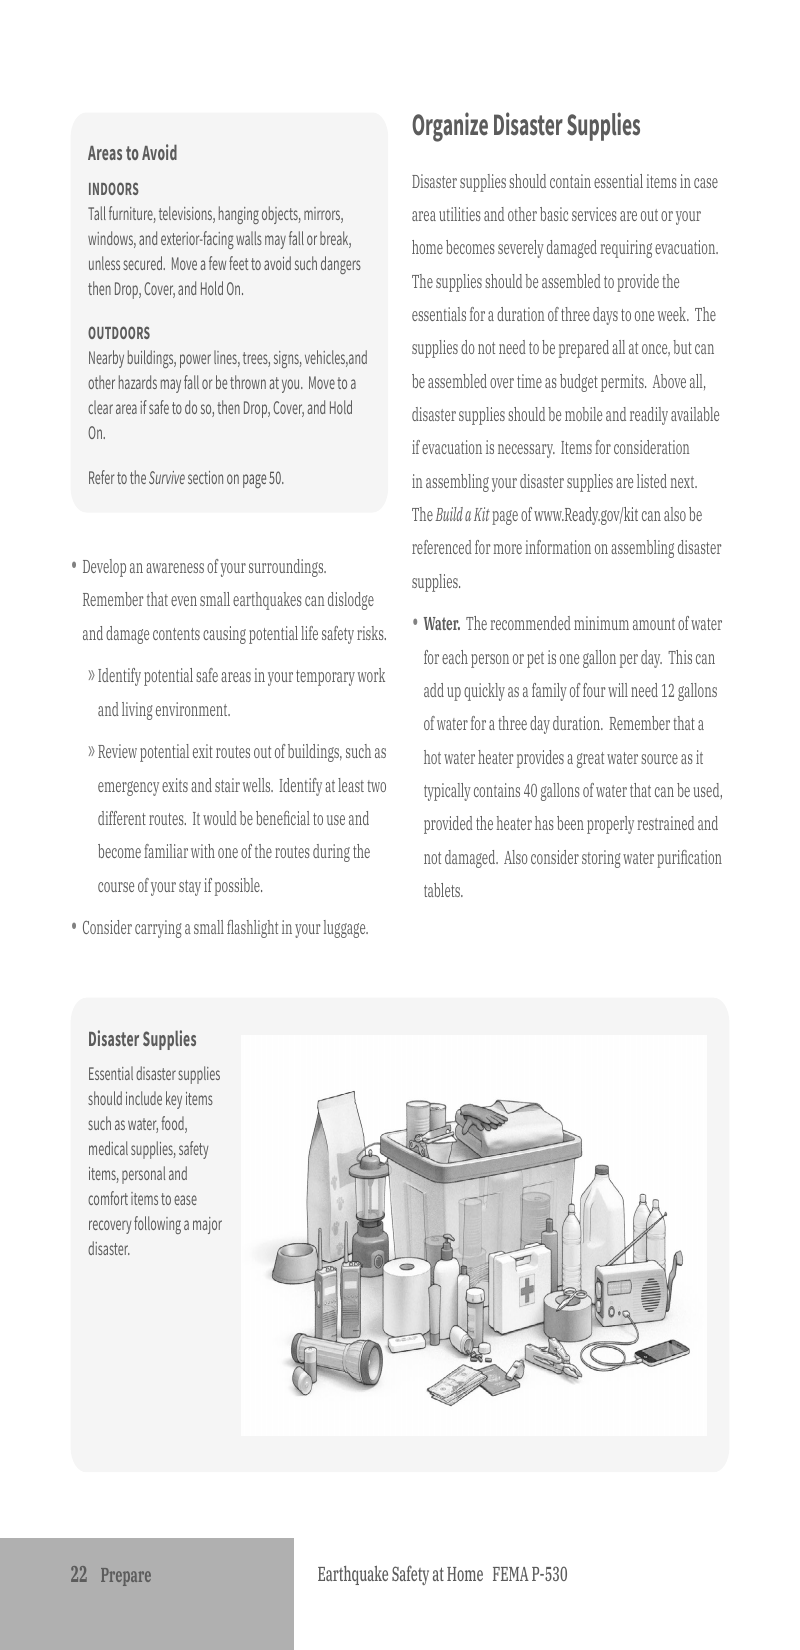 Areas to Avoid
INDOORS
Tall furniture, televisions, hanging objects, mirrors,
windows, and exterior-facing walls may fall or break,
unless secured.  Move a few feet to avoid such dangers
then Drop, Cover, and Hold On.
OUTDOORS
Nearby buildings, power lines, trees, signs, vehicles,and
other hazards may fall or be thrown at you.  Move to a
clear area if safe to do so, then Drop, Cover, and Hold
On.
Refer to the Survive section on page 50.
• Develop an awareness of your surroundings.
Remember that even small earthquakes can dislodge
and damage contents causing potential life safety risks.
» Identify potential safe areas in your temporary work
and living environment.
» Review potential exit routes out of buildings, such as
emergency exits and stair wells.  Identify at least two
different routes.  It would be beneficial to use and
become familiar with one of the routes during the
course of your stay if possible.
• Consider carrying a small flashlight in your luggage.
Organize Disaster Supplies
Disaster supplies should contain essential items in case
area utilities and other basic services are out or your
home becomes severely damaged requiring evacuation.
The supplies should be assembled to provide the
essentials for a duration of three days to one week.  The
supplies do not need to be prepared all at once, but can
be assembled over time as budget permits.  Above all,
disaster supplies should be mobile and readily available
if evacuation is necessary.  Items for consideration
in assembling your disaster supplies are listed next.
The Build a Kit page of www.Ready.gov/kit can also be
referenced for more information on assembling disaster
supplies.
• Water.  The recommended minimum amount of water
for each person or pet is one gallon per day.  This can
add up quickly as a family of four will need 12 gallons
of water for a three day duration.  Remember that a
hot water heater provides a great water source as it
typically contains 40 gallons of water that can be used,
provided the heater has been properly restrained and
not damaged.  Also consider storing water purification
tablets.
Disaster Supplies
Essential disaster supplies
should include key items
such as water, food,
medical supplies, safety
items, personal and
comfort items to ease
recovery following a major
disaster.
22 Prepare
Earthquake Safety at Home FEMA P-530